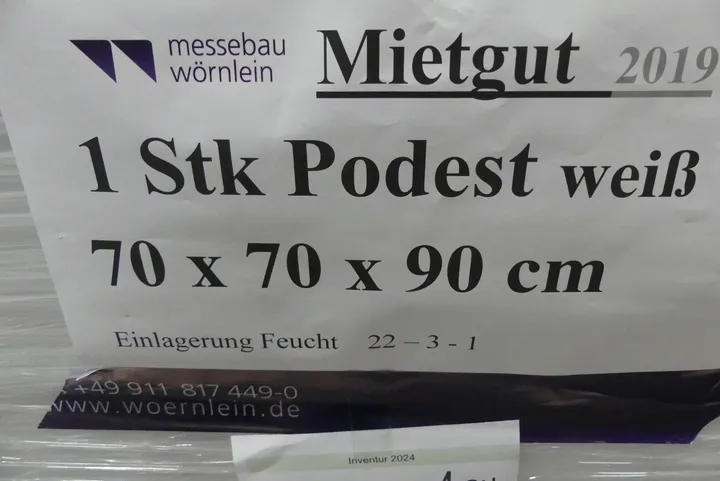 messebau
wörnlein
Mietgut 2019
1 Stk Podest weiß
70 x 70 x 90 cm
Einlagerung Feucht 22 – 3 - 1
+49 911 817 449-0
www.woernlein.de
Inventur 2024